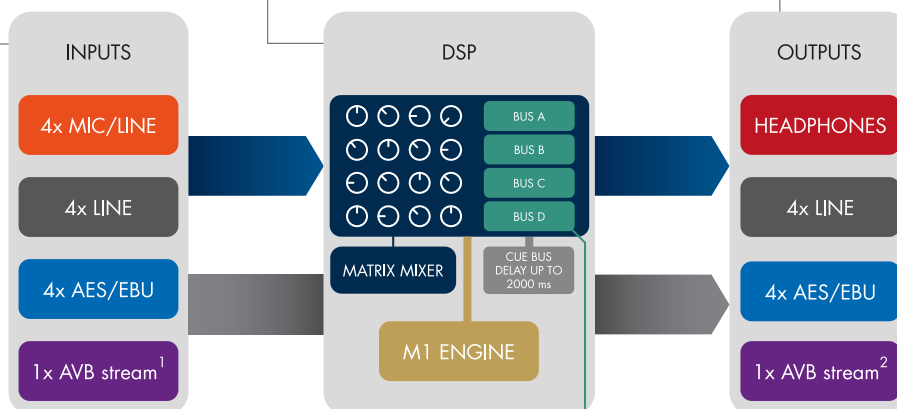 INPUTS
4x MIC/LINE
4x LINE
4x AES/EBU
1x AVB stream¹
DSP
BUS A
BUS B
BUS C
BUS D
MATRIX MIXER
CUE BUS
DELAY UP TO
2000 ms
M1 ENGINE
OUTPUTS
HEADPHONES
4x LINE
4x AES/EBU
1x AVB stream²